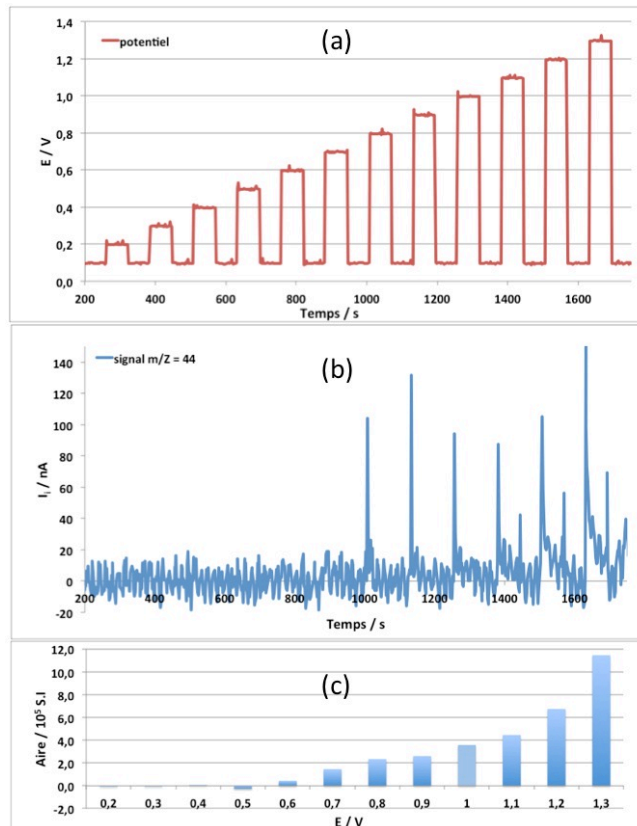 (a)
potentiel
E / V
1,4
1,2
1,0
0,8
0,6
0,4
0,2
0,0
200 400 600 800 1000 1200 1400 1600
Temps / s
(b)
signal m/Z = 44
Iᵢ / nA
140
120
100
80
60
40
20
0
-20
200 400 600 800 1000 1200 1400 1600
Temps / s
(c)
Aire / 10⁵ S.I
12,0
10,0
8,0
6,0
4,0
2,0
0,0
-2,0
0,2 0,3 0,4 0,5 0,6 0,7 0,8 0,9 1 1,1 1,2 1,3
E / V